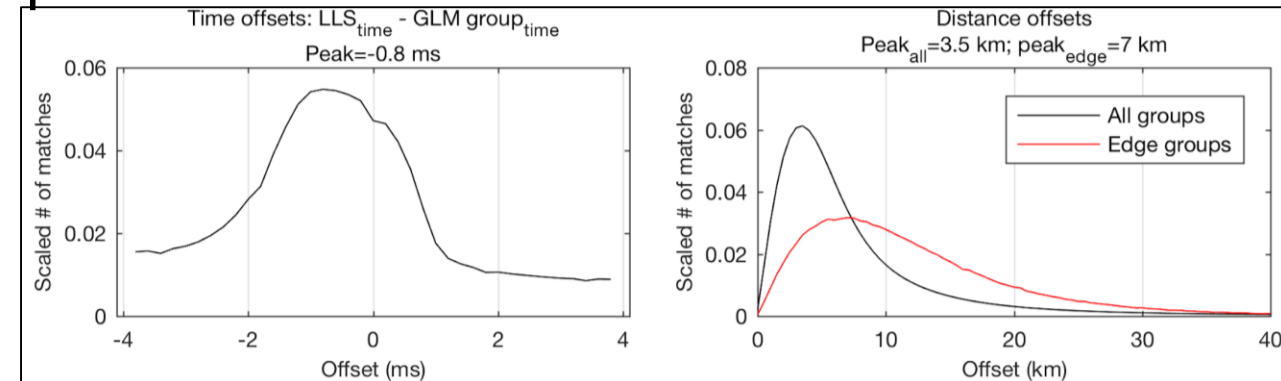 Time offsets: LLS_time - GLM group_time
Peak=-0.8 ms
0.06
0.04
0.02
0
-4
-2
0
2
4
Scaled # of matches
Offset (ms)
Distance offsets
Peak_all=3.5 km; peak_edge=7 km
0.08
0.06
0.04
0.02
0
0
10
20
30
40
Scaled # of matches
Offset (km)
All groups
Edge groups